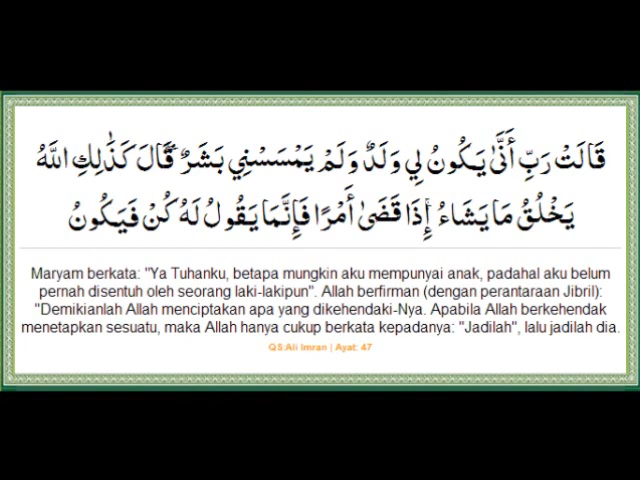 قَالَتْ رَبِّ أَنَّىٰ يَكُونُ لِي وَلَدٌ وَلَمْ يَمْسَسْنِي بَشَرٌ ۖ قَالَ كَذَٰلِكِ اللَّهُ
يَخْلُقُ مَا يَشَاءُ ۚ إِذَا قَضَىٰ أَمْرًا فَإِنَّمَا يَقُولُ لَهُ كُنْ فَيَكُونُ
Maryam berkata: "Ya Tuhanku, betapa mungkin aku mempunyai anak, padahal aku belum
pernah disentuh oleh seorang laki-lakipun". Allah berfirman (dengan perantaraan Jibril):
"Demikianlah Allah menciptakan apa yang dikehendaki-Nya. Apabila Allah berkehendak
menetapkan sesuatu, maka Allah hanya cukup berkata kepadanya: "Jadilah", lalu jadilah dia.
QS:Ali Imran | Ayat: 47